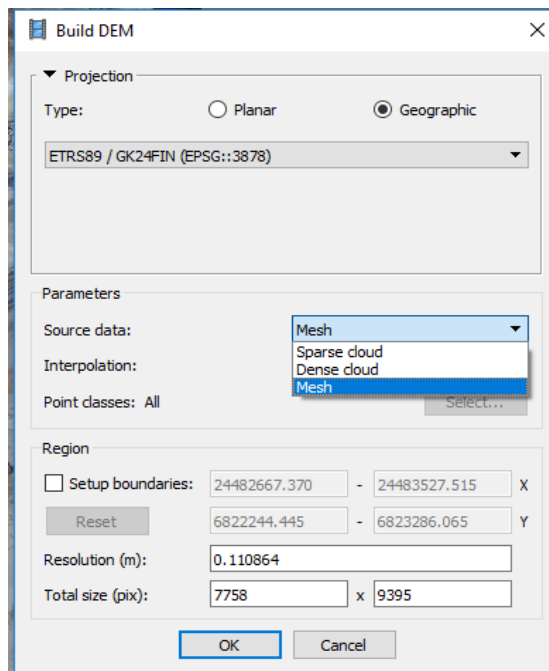 Build DEM
Projection
Type: Planar Geographic
ETRS89 / GK24FIN (EPSG::3878)
Parameters
Source data: Mesh
Sparse cloud
Interpolation: Dense cloud
Mesh
Point classes: All Select...
Region
Setup boundaries: 24482667.370 - 24483527.515 X
Reset 6822244.445 - 6823286.065 Y
Resolution (m): 0.110864
Total size (pix): 7758 x 9395
OK Cancel